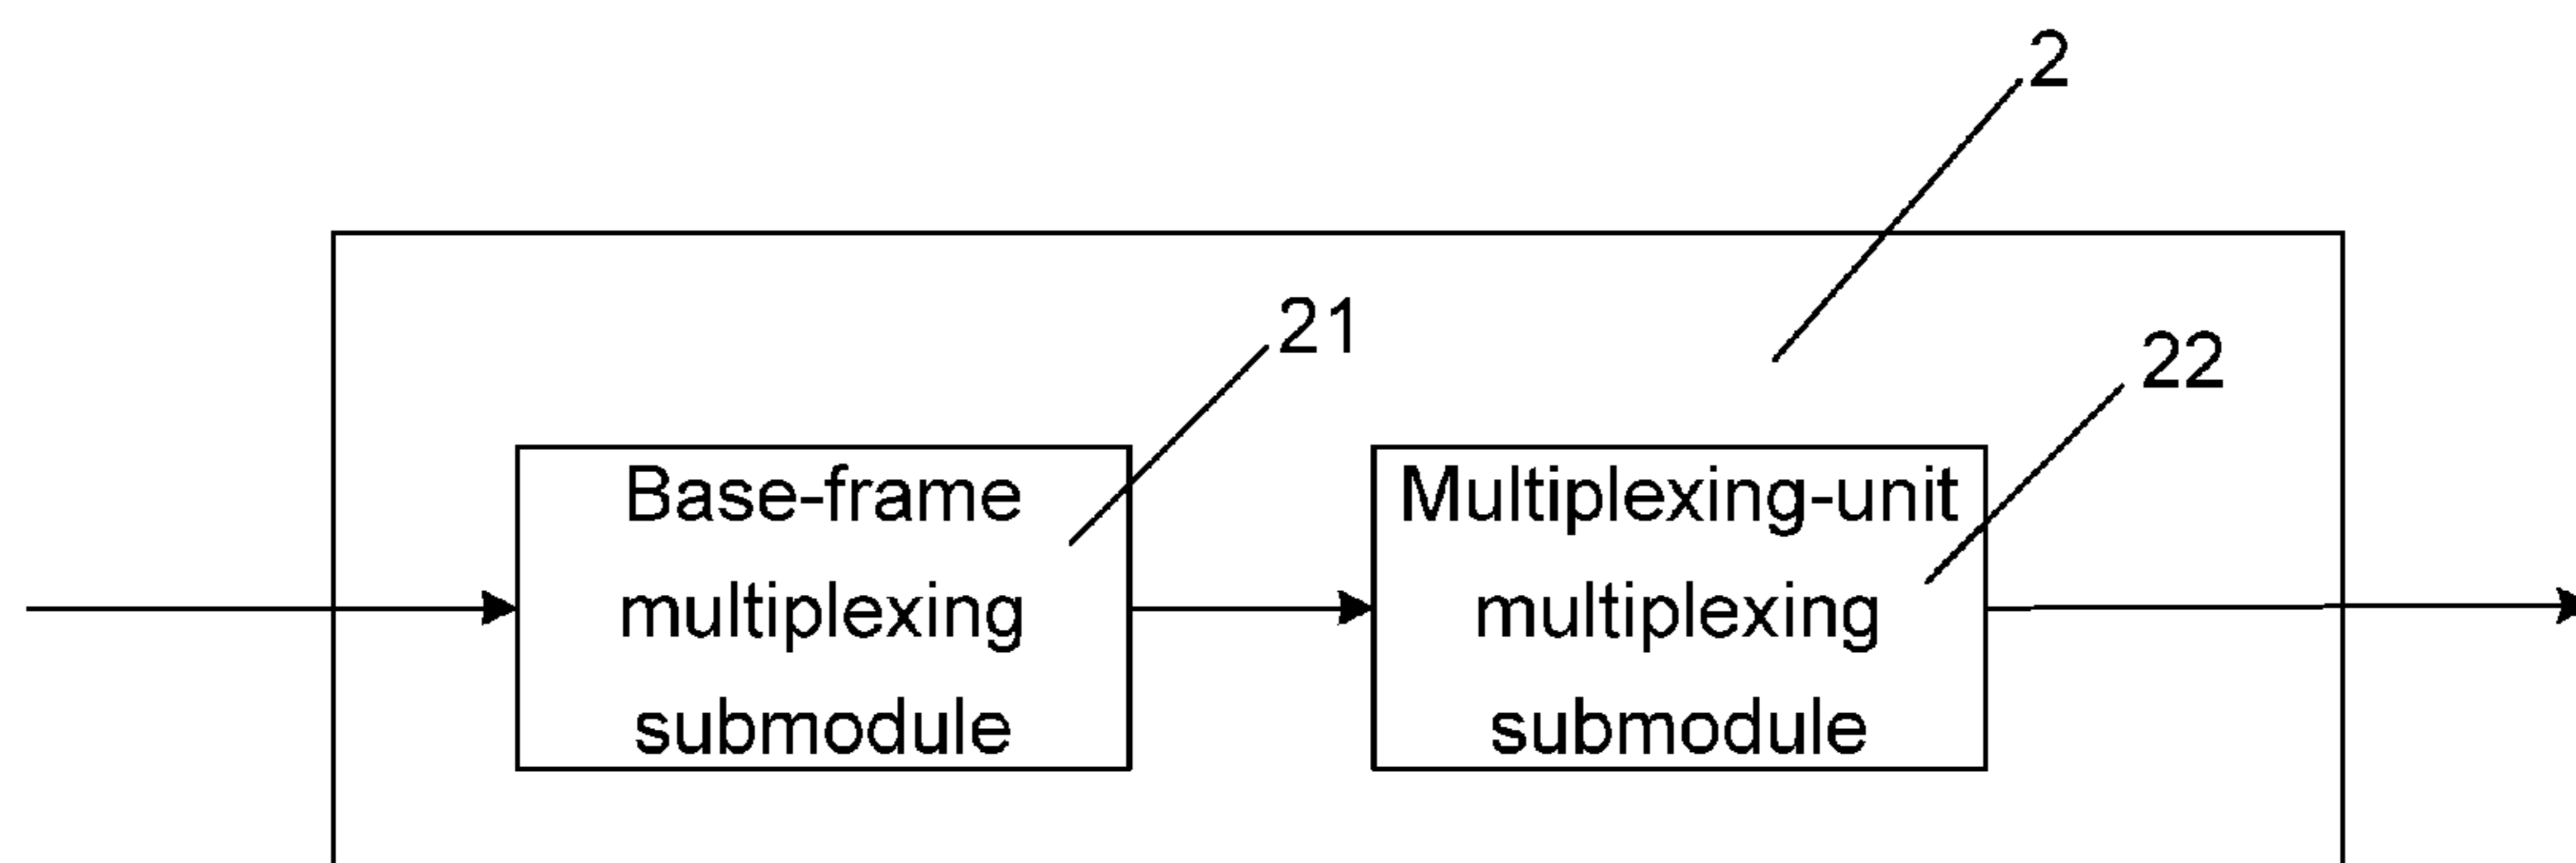 2
21
22
Base-frame
multiplexing
submodule
Multiplexing-unit
multiplexing
submodule